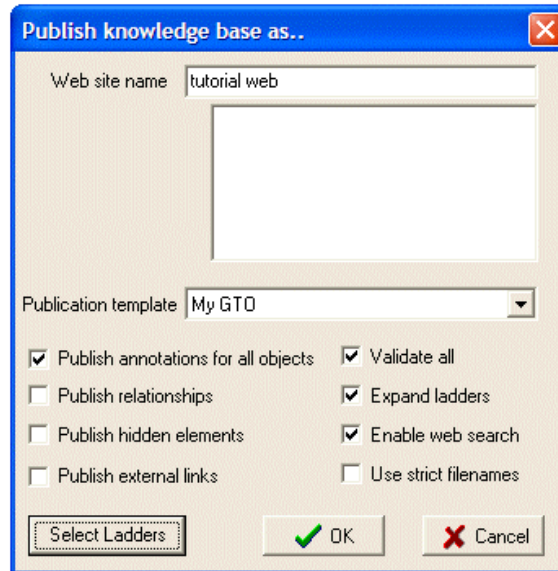 Publish knowledge base as..
Web site name tutorial web
Publication template My GTO
Publish annotations for all objects Validate all
Publish relationships Expand ladders
Publish hidden elements Enable web search
Publish external links Use strict filenames
Select Ladders OK Cancel